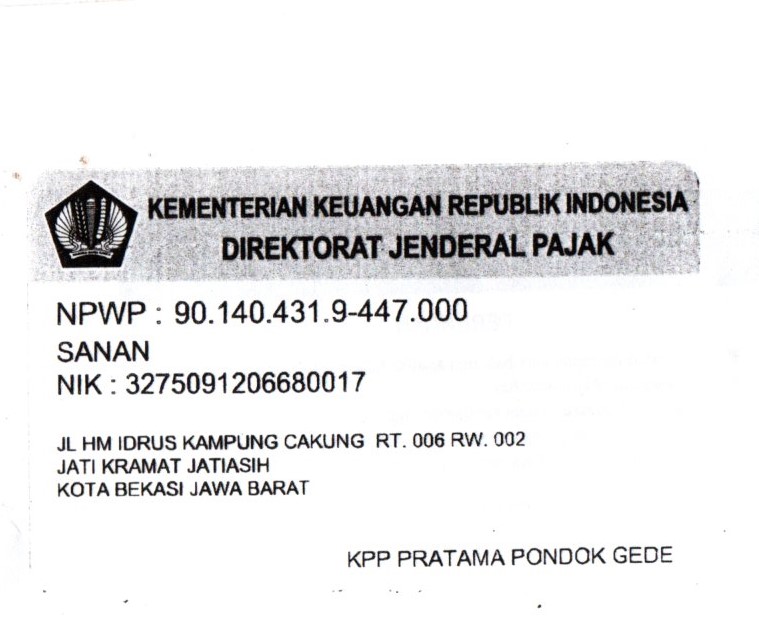 KEMENTERIAN KEUANGAN REPUBLIK INDONESIA
DIREKTORAT JENDERAL PAJAK
NPWP : 90.140.431.9-447.000
SANAN
NIK : 3275091206680017
JL HM IDRUS KAMPUNG CAKUNG RT. 006 RW. 002
JATI KRAMAT JATIASIH
KOTA BEKASI JAWA BARAT
KPP PRATAMA PONDOK GEDE